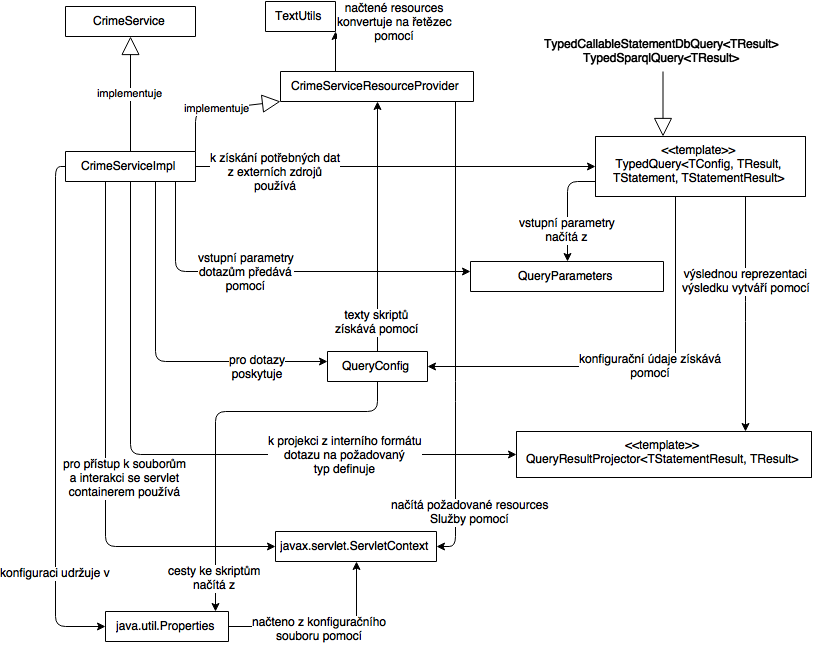 CrimeService
TextUtils
načtené resources
konvertuje na řetězec
pomocí
TypedCallableStatementDbQuery<TResult>
TypedSparqlQuery<TResult>
implementuje
CrimeServiceResourceProvider
implementuje
CrimeServiceImpl
k získání potřebných dat
z externích zdrojů
používá
<<template>>
TypedQuery<TConfig, TResult,
TStatement, TStatementResult>
vstupní parametry
načítá z
vstupní parametry
dotazům předává
pomocí
QueryParameters
výslednou reprezentaci
výsledku vytváří pomocí
texty skriptů
získává pomocí
pro dotazy
poskytuje
QueryConfig
konfigurační údaje získává
pomocí
k projekci z interního formátu
dotazu na požadovaný
typ definuje
<<template>>
QueryResultProjector<TStatementResult, TResult>
pro přístup k souborům
a interakci se servlet
containerem používá
načítá požadované resources
Služby pomocí
javax.servlet.ServletContext
konfiguraci udržuje v
cesty ke skriptům
načítá z
java.util.Properties
načteno z konfiguračního
souboru pomocí